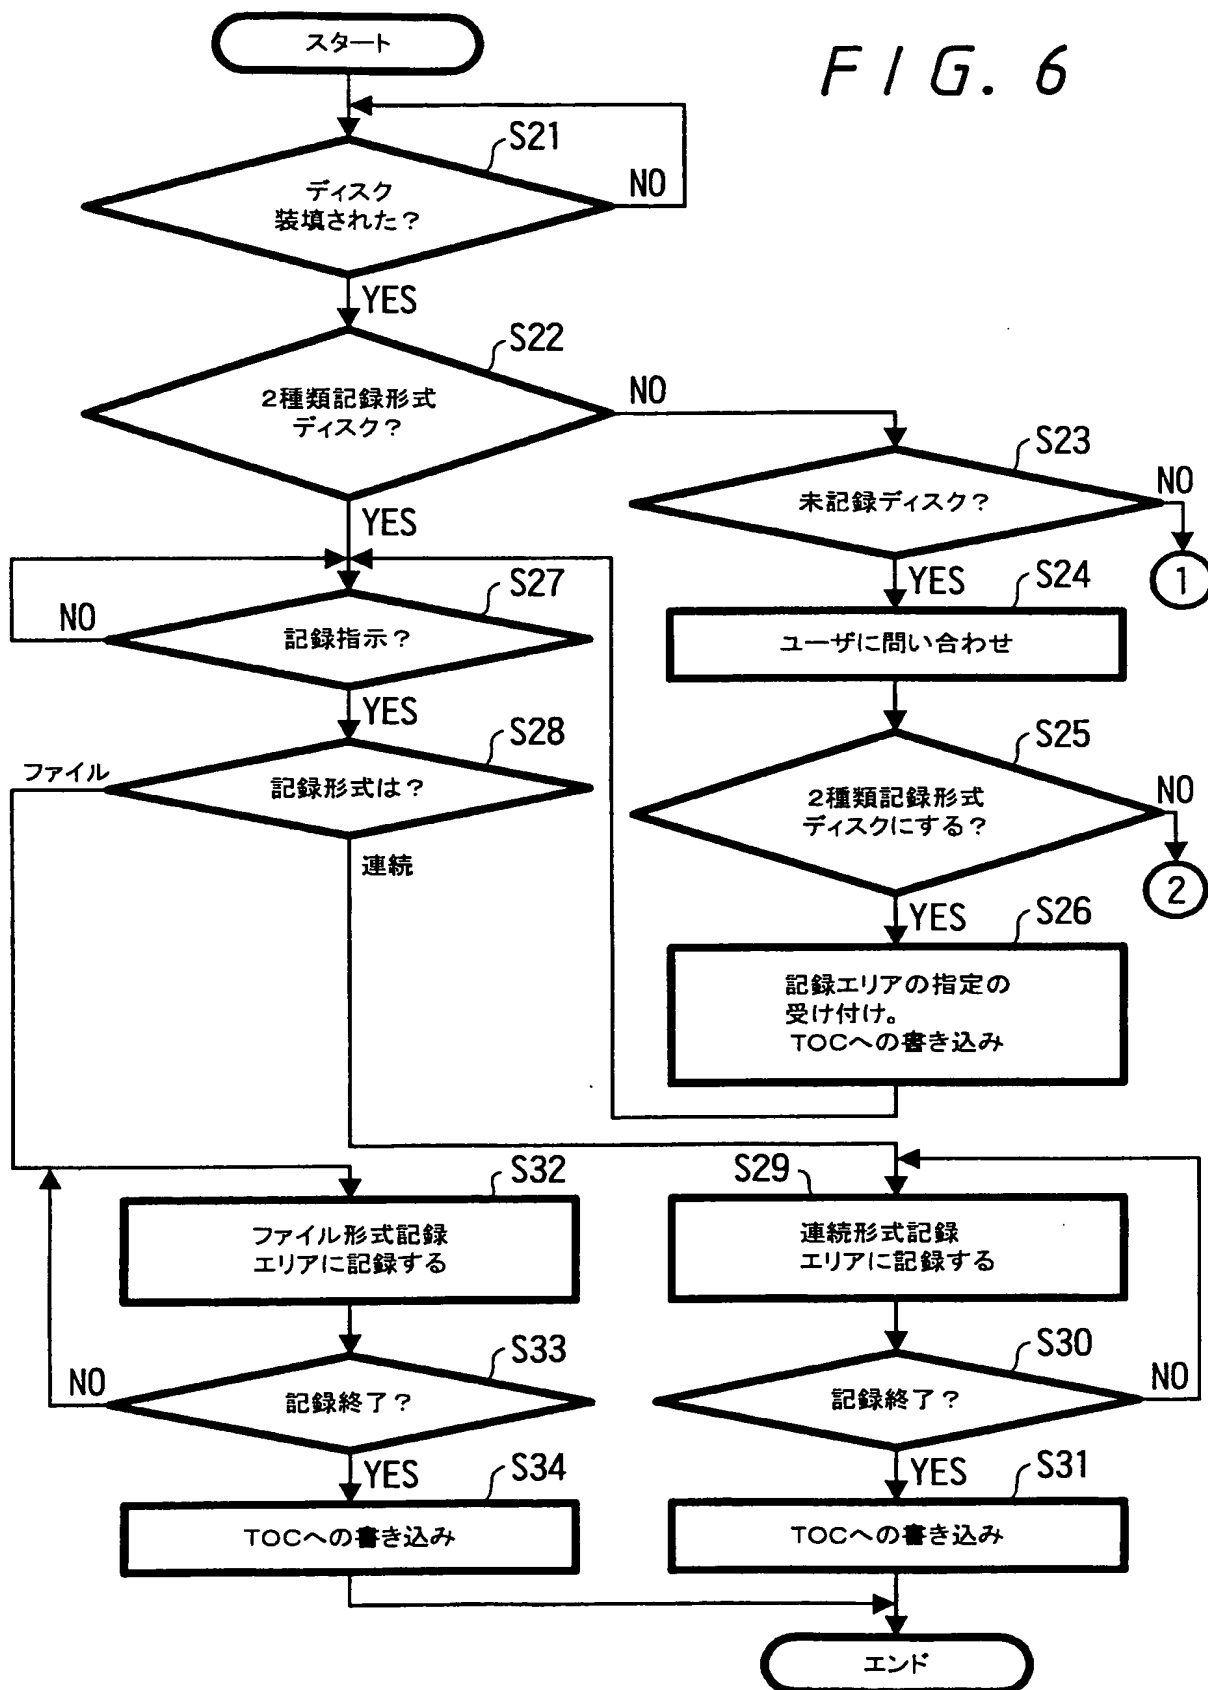 FIG. 6
スタート
S21
ディスク
装填された？
NO
YES
S22
2種類記録形式
ディスク？
NO
YES
S23
未記録ディスク？
NO
1
YES
S24
ユーザに問い合わせ
S27
記録指示？
NO
YES
S28
記録形式は？
ファイル
連続
S25
2種類記録形式
ディスクにする？
NO
2
YES
S26
記録エリアの指定の
受け付け。
TOCへの書き込み
S32
ファイル形式記録
エリアに記録する
S29
連続形式記録
エリアに記録する
S33
記録終了？
NO
YES
S30
記録終了？
NO
YES
S34
TOCへの書き込み
S31
TOCへの書き込み
エンド